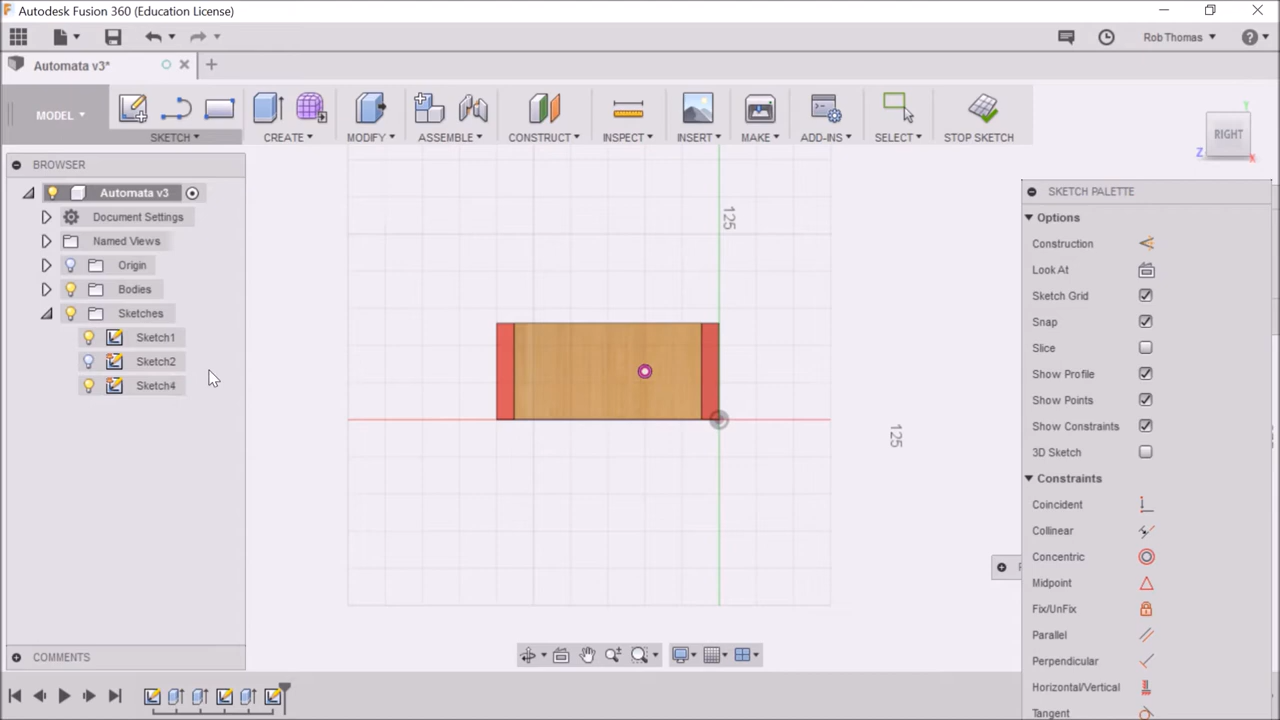 Autodesk Fusion 360 (Education License)
Rob Thomas
Automata v3*
MODEL
SKETCH
CREATE
MODIFY
ASSEMBLE
CONSTRUCT
INSPECT
INSERT
MAKE
ADD-INS
SELECT
STOP SKETCH
Y
RIGHT
Z
X
BROWSER
Automata v3
Document Settings
Named Views
Origin
Bodies
Sketches
Sketch1
Sketch2
Sketch4
125
125
SKETCH PALETTE
Options
Construction
Look At
Sketch Grid
Snap
Slice
Show Profile
Show Points
Show Constraints
3D Sketch
Constraints
Coincident
Collinear
Concentric
Midpoint
Fix/UnFix
Parallel
Perpendicular
Horizontal/Vertical
Tangent
COMMENTS